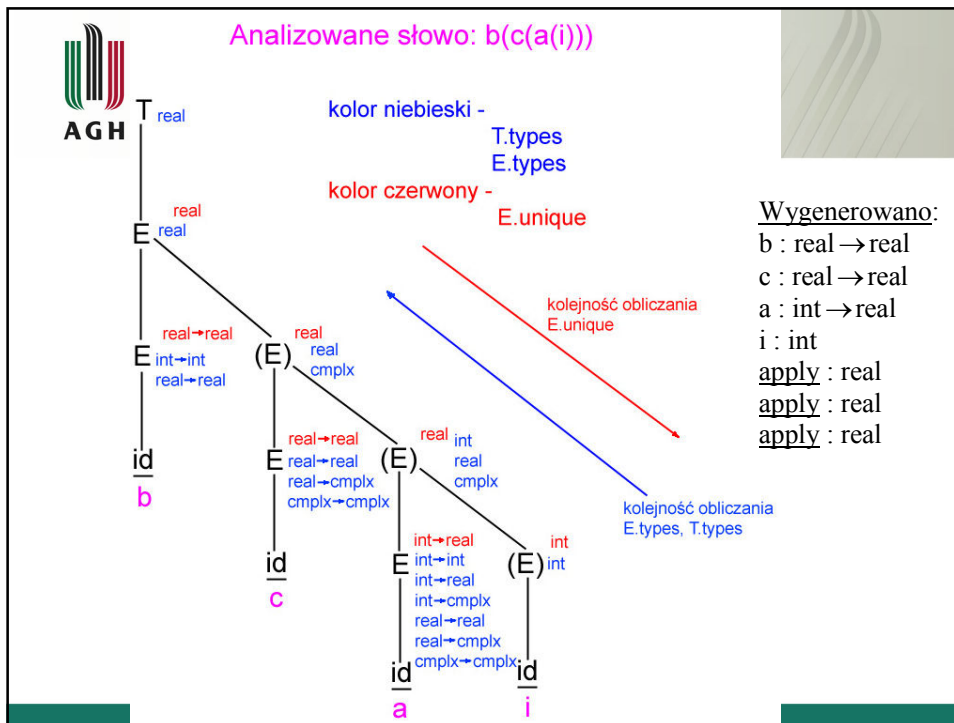 Analizowane słowo: b(c(a(i)))
AGH
kolor niebieski -
T.types
E.types
kolor czerwony -
E.unique
Wygenerowano:
b : real → real
c : real → real
a : int → real
i : int
apply : real
apply : real
apply : real
kolejność obliczania
E.unique
kolejność obliczania
E.types, T.types
T real
real
E real
real→real
E int→int
real→real
id
b
real
(E) real
cmplx
real→real
E real→real
real→cmplx
cmplx→cmplx
id
c
real int
(E) real
cmplx
int→real
E int→int
int→real
int→cmplx
real→real
real→cmplx
cmplx→cmplx
id
a
int
(E) int
id
i